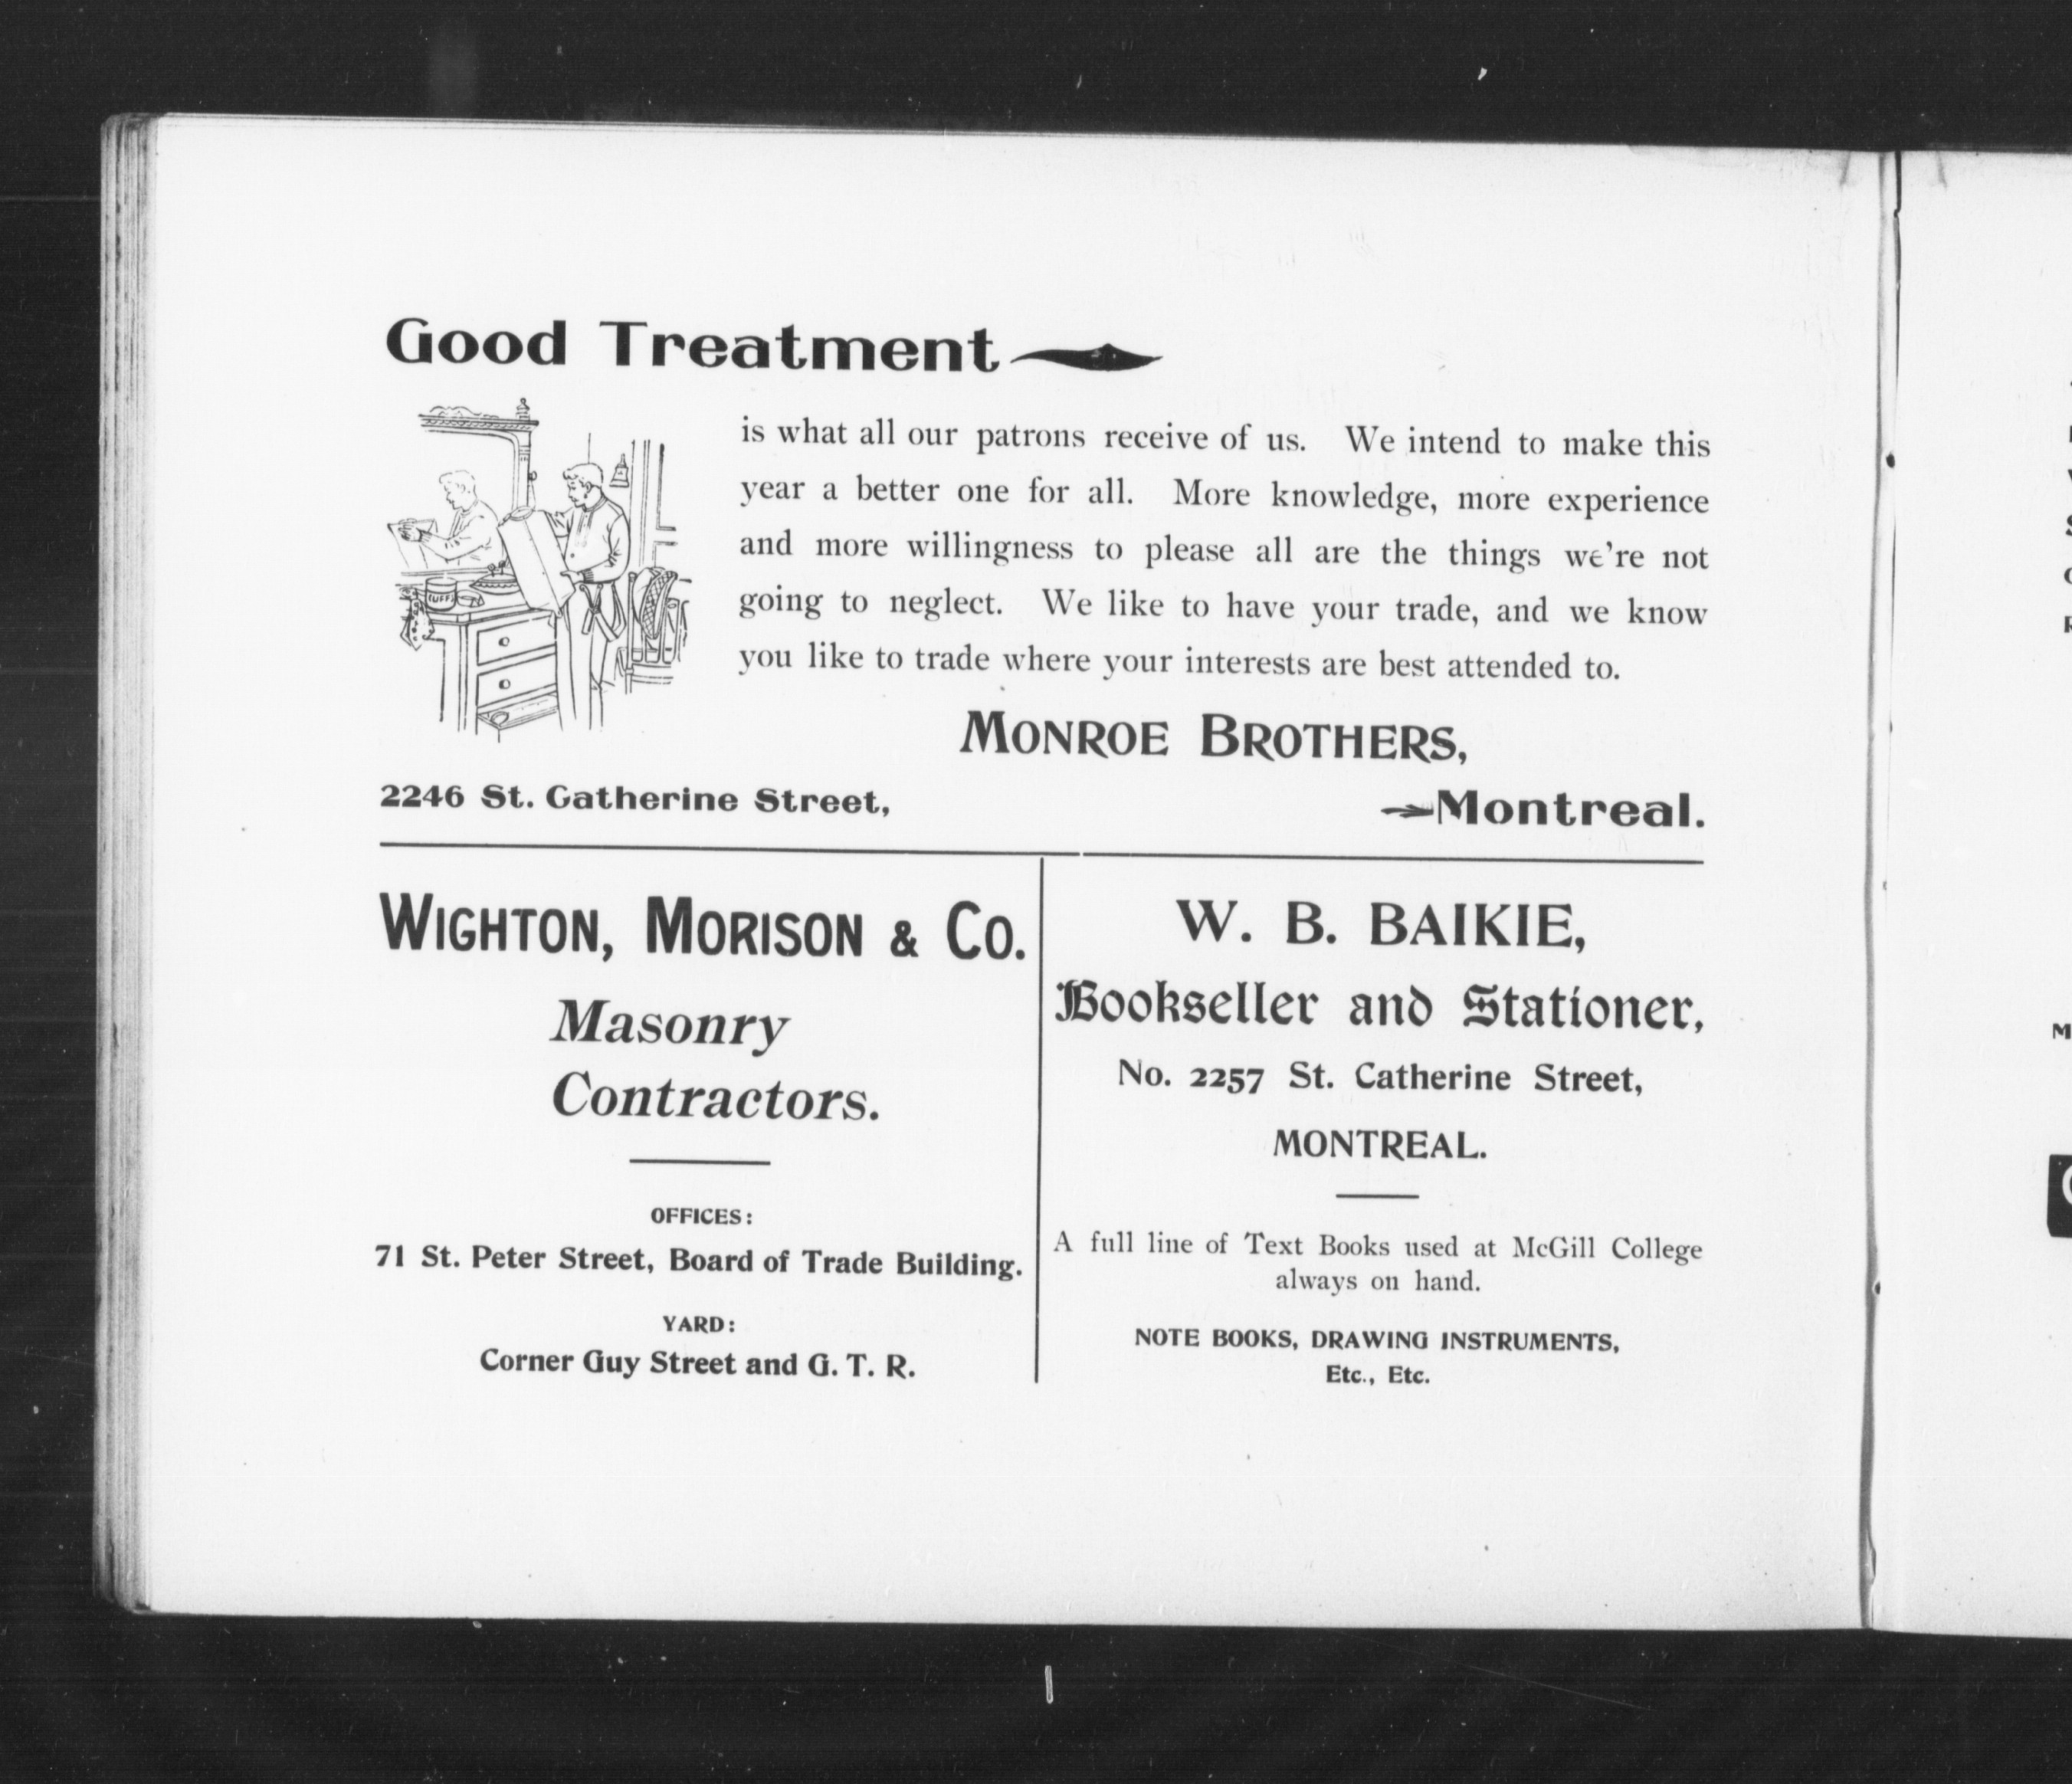 Good Treatment
is what all our patrons receive of us. We intend to make this
year a better one for all. More knowledge, more experience
and more willingness to please all are the things we're not
going to neglect. We like to have your trade, and we know
you like to trade where your interests are best attended to.
MONROE BROTHERS,
2246 St. Catherine Street,
Montreal.
WIGHTON, MORISON & CO.
Masonry
Contractors.
OFFICES:
71 St. Peter Street, Board of Trade Building.
YARD:
Corner Guy Street and G. T. R.
W. B. BAIKIE,
Bookseller and Stationer,
No. 2257 St. Catherine Street,
MONTREAL.
A full line of Text Books used at McGill College
always on hand.
NOTE BOOKS, DRAWING INSTRUMENTS,
Etc., Etc.